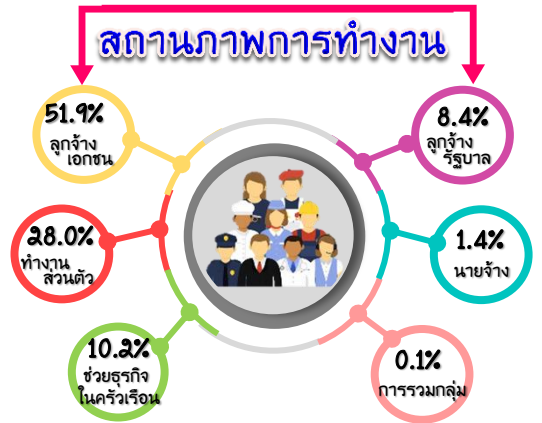 สถานภาพการทำงาน
51.9%
ลูกจ้าง
เอกชน
8.4%
ลูกจ้าง
รัฐบาล
28.0%
ทำงาน
ส่วนตัว
1.4%
นายจ้าง
10.2%
ช่วยธุรกิจ
ในครัวเรือน
0.1%
การรวมกลุ่ม